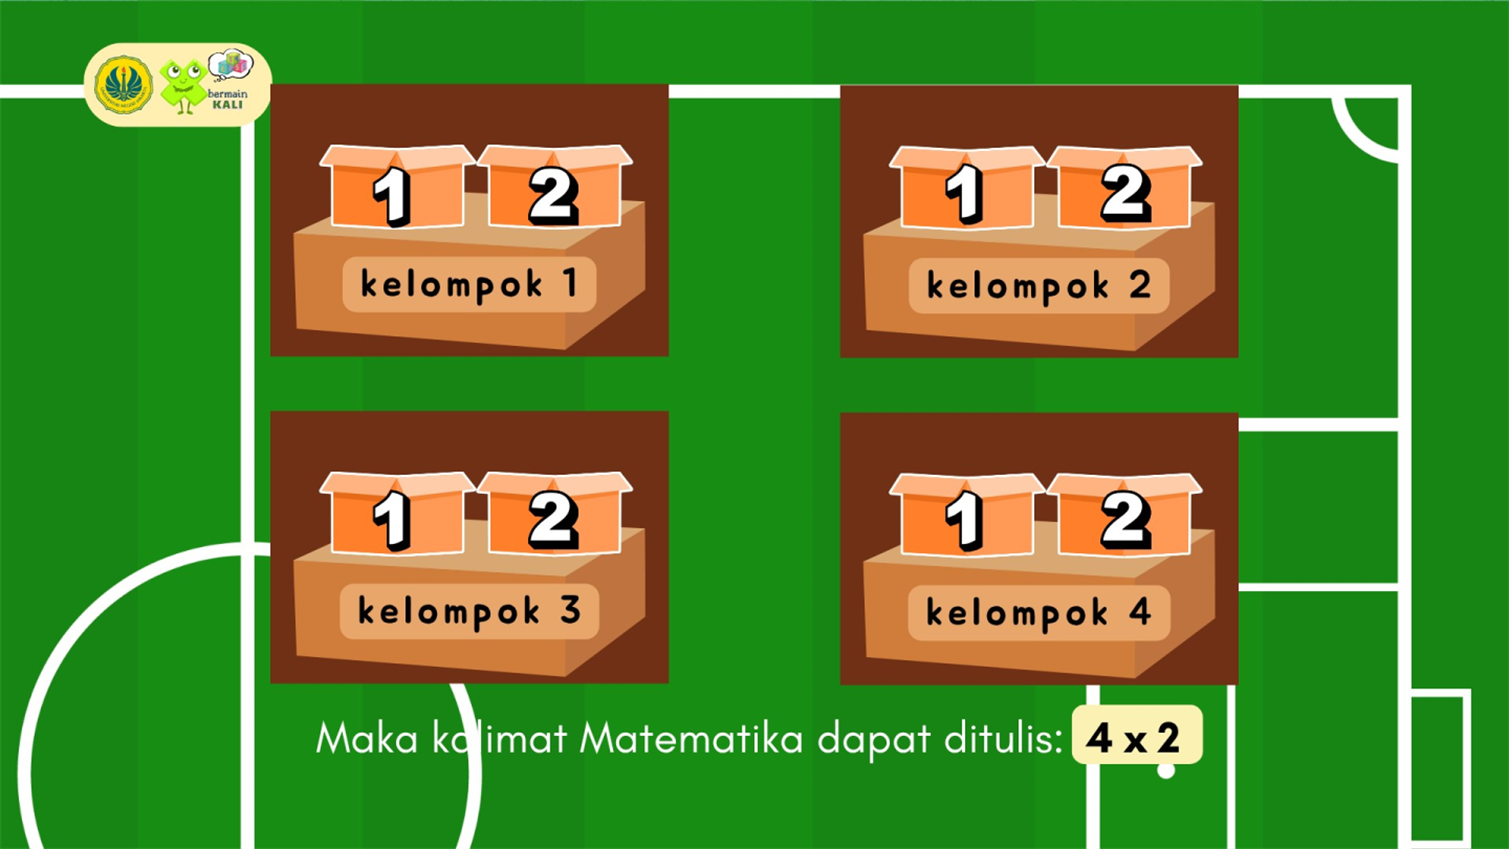 bermain
KALI
1 2
kelompok 1
1 2
kelompok 2
1 2
kelompok 3
1 2
kelompok 4
Maka kalimat Matematika dapat ditulis: 4 x 2